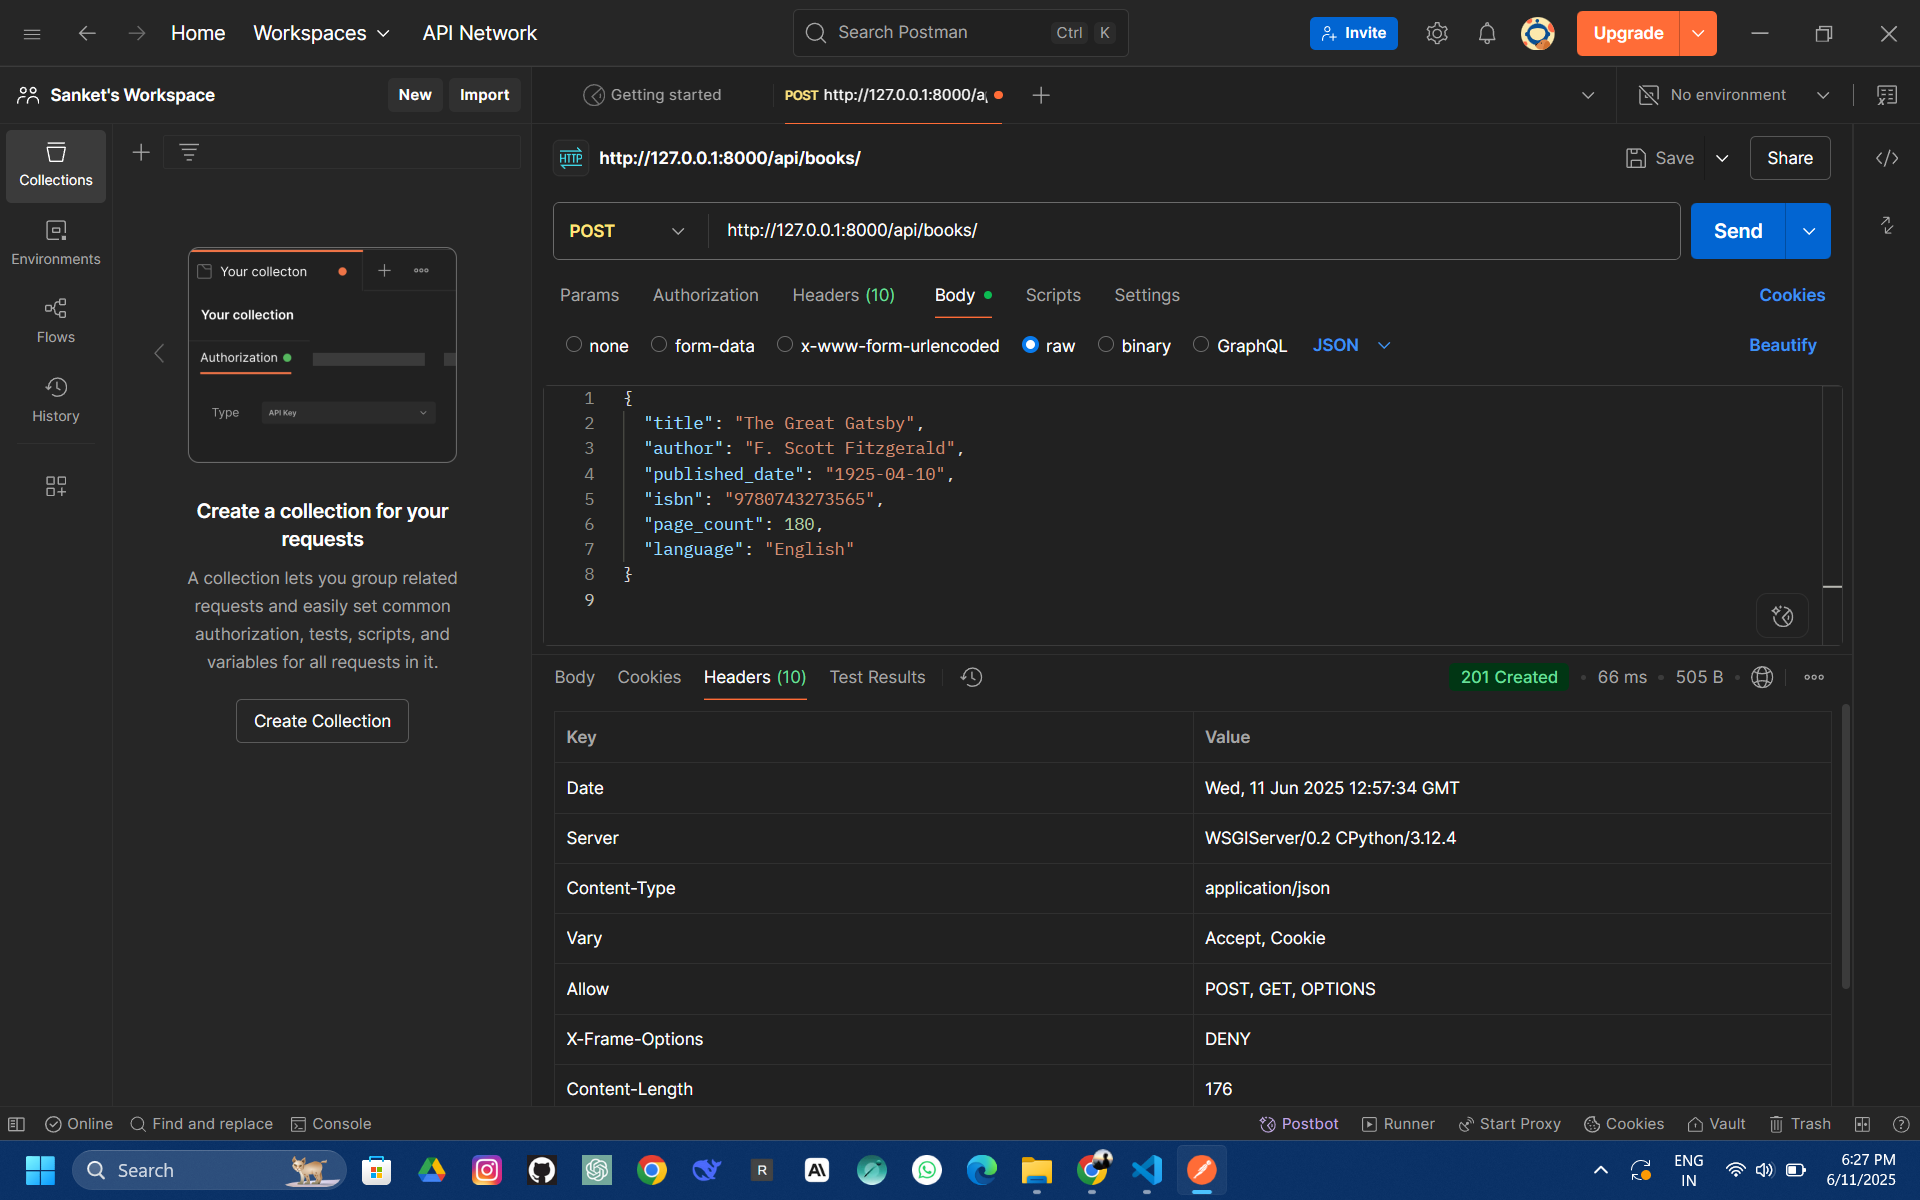 Home Workspaces API Network Search Postman Ctrl K Invite Upgrade
Sanket's Workspace New Import Getting started POST http://127.0.0.1:8000/a No environment
Collections
Environments
Flows
History
Your collecton
Your collection
Authorization
Type API Key
Create a collection for your
requests
A collection lets you group related
requests and easily set common
authorization, tests, scripts, and
variables for all requests in it.
Create Collection
HTTP http://127.0.0.1:8000/api/books/ Save Share
POST http://127.0.0.1:8000/api/books/ Send
Params Authorization Headers (10) Body Scripts Settings Cookies
none form-data x-www-form-urlencoded raw binary GraphQL JSON Beautify
1 {
2 "title": "The Great Gatsby",
3 "author": "F. Scott Fitzgerald",
4 "published_date": "1925-04-10",
5 "isbn": "9780743273565",
6 "page_count": 180,
7 "language": "English"
8 }
9
Body Cookies Headers (10) Test Results 201 Created 66 ms 505 B
Key Value
Date Wed, 11 Jun 2025 12:57:34 GMT
Server WSGIServer/0.2 CPython/3.12.4
Content-Type application/json
Vary Accept, Cookie
Allow POST, GET, OPTIONS
X-Frame-Options DENY
Content-Length 176
Online Find and replace Console Postbot Runner Start Proxy Cookies Vault Trash
Search R AI ENG
IN
6:27 PM
6/11/2025